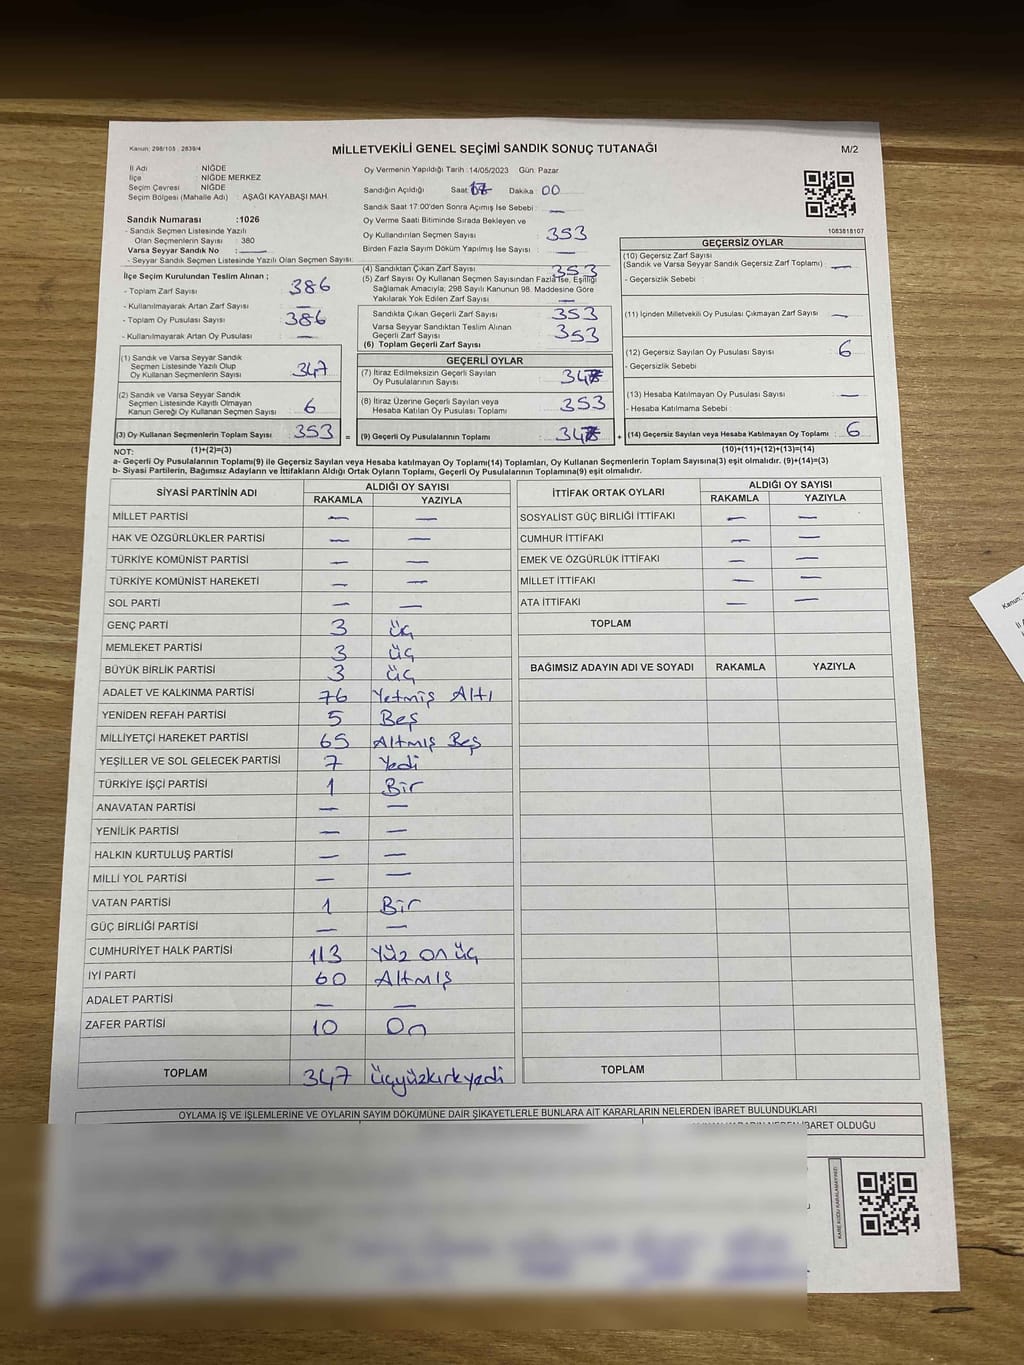 Kanun: 298/105 , 2839/4
MİLLETVEKİLİ GENEL SEÇİMİ SANDIK SONUÇ TUTANAĞI
M/2
İl Adı : NİĞDE
İlçe : NİĞDE MERKEZ
Seçim Çevresi : NİĞDE
Seçim Bölgesi (Mahalle Adı) : AŞAĞI KAYABAŞI MAH
Sandık Numarası :1026
- Sandık Seçmen Listesinde Yazılı
Olan Seçmenlerin Sayısı : 380
Varsa Seyyar Sandık No : —
- Seyyar Sandık Seçmen Listesinde Yazılı Olan Seçmen Sayısı:
Oy Vermenin Yapıldığı Tarih :14/05/2023 Gün: Pazar
Sandığın Açıldığı Saat: 17 Dakika: 00
Sandık Saat 17:00'den Sonra Açımış İse Sebebi : —
Oy Verme Saati Bitiminde Sırada Bekleyen ve
Oy Kullandırılan Seçmen Sayısı : 353
Birden Fazla Sayım Döküm Yapılmış İse Sayısı : —
1083818107
İlçe Seçim Kurulundan Teslim Alınan ;
- Toplam Zarf Sayısı : 386
- Kullanılmayarak Artan Zarf Sayısı : —
- Toplam Oy Pusulası Sayısı : 386
- Kullanılmayarak Artan Oy Pusulası : —
(1) Sandık ve Varsa Seyyar Sandık
Seçmen Listesinde Yazılı Olup
Oy Kullanan Seçmenlerin Sayısı : 347
(2) Sandık ve Varsa Seyyar Sandık
Seçmen Listesinde Kayıtlı Olmayan
Kanun Gereği Oy Kullanan Seçmen Sayısı : 6
(3) Oy Kullanan Seçmenlerin Toplam Sayısı : 353 =
(4) Sandıktan Çıkan Zarf Sayısı : 353
(5) Zarf Sayısı Oy Kullanan Seçmen Sayısından Fazla İse, Eşitliği
Sağlamak Amacıyla; 298 Sayılı Kanunun 98. Maddesine Göre
Yakılarak Yok Edilen Zarf Sayısı : —
Sandıkta Çıkan Geçerli Zarf Sayısı : 353
Varsa Seyyar Sandıktan Teslim Alınan
Geçerli Zarf Sayısı : 353
(6) Toplam Geçerli Zarf Sayısı :
GEÇERLİ OYLAR
(7) İtiraz Edilmeksizin Geçerli Sayılan
Oy Pusulalarının Sayısı : 347
(8) İtiraz Üzerine Geçerli Sayılan veya
Hesaba Katılan Oy Pusulası Toplamı : 353
(9) Geçerli Oy Pusulalarının Toplamı : 347 +
GEÇERSİZ OYLAR
(10) Geçersiz Zarf Sayısı
(Sandık ve Varsa Seyyar Sandık Geçersiz Zarf Toplamı) : —
- Geçersizlik Sebebi :
(11) İçinden Milletvekili Oy Pusulası Çıkmayan Zarf Sayısı : —
(12) Geçersiz Sayılan Oy Pusulası Sayısı : 6
- Geçersizlik Sebebi :
(13) Hesaba Katılmayan Oy Pusulası Sayısı : —
- Hesaba Katılmama Sebebi :
(14) Geçersiz Sayılan veya Hesaba Katılmayan Oy Toplamı : 6
NOT: (1)+(2)=(3) (10)+(11)+(12)+(13)=(14)
a- Geçerli Oy Pusulalarının Toplamı(9) ile Geçersiz Sayılan veya Hesaba katılmayan Oy Toplamı(14) Toplamları, Oy Kullanan Seçmenlerin Toplam Sayısına(3) eşit olmalıdır. (9)+(14)=(3)
b- Siyasi Partilerin, Bağımsız Adayların ve İttifakların Aldığı Ortak Oyların Toplamı, Geçerli Oy Pusulalarının Toplamına(9) eşit olmalıdır.
SİYASİ PARTİNİN ADI ALDIĞI OY SAYISI
RAKAMLA YAZIYLA
MİLLET PARTİSİ — —
HAK VE ÖZGÜRLÜKLER PARTİSİ — —
TÜRKİYE KOMÜNİST PARTİSİ — —
TÜRKİYE KOMÜNİST HAREKETİ — —
SOL PARTİ — —
GENÇ PARTİ 3 üç
MEMLEKET PARTİSİ 3 üç
BÜYÜK BİRLİK PARTİSİ 3 üç
ADALET VE KALKINMA PARTİSİ 76 Yetmiş Altı
YENİDEN REFAH PARTİSİ 5 Beş
MİLLİYETÇİ HAREKET PARTİSİ 65 Altmış Beş
YEŞİLLER VE SOL GELECEK PARTİSİ 7 Yedi
TÜRKİYE İŞÇİ PARTİSİ 1 Bir
ANAVATAN PARTİSİ — —
YENİLİK PARTİSİ — —
HALKIN KURTULUŞ PARTİSİ — —
MİLLİ YOL PARTİSİ — —
VATAN PARTİSİ 1 Bir
GÜÇ BİRLİĞİ PARTİSİ — —
CUMHURİYET HALK PARTİSİ 113 Yüz on üç
İYİ PARTİ 60 Altmış
ADALET PARTİSİ — —
ZAFER PARTİSİ 10 On
TOPLAM 347 üçyüzkırkyedi
İTTİFAK ORTAK OYLARI ALDIĞI OY SAYISI
RAKAMLA YAZIYLA
SOSYALİST GÜÇ BİRLİĞİ İTTİFAKI — —
CUMHUR İTTİFAKI — —
EMEK VE ÖZGÜRLÜK İTTİFAKI — —
MİLLET İTTİFAKI — —
ATA İTTİFAKI — —
TOPLAM
BAĞIMSIZ ADAYIN ADI VE SOYADI RAKAMLA YAZIYLA
TOPLAM
OYLAMA İŞ VE İŞLEMLERİNE VE OYLARIN SAYIM DÖKÜMÜNE DAİR ŞİKAYETLERLE BUNLARA AİT KARARLARIN NELERDEN İBARET BULUNDUKLARI
İBARET OLDUĞU
KARE KODU KARALAMAYINIZ!
Kanun: